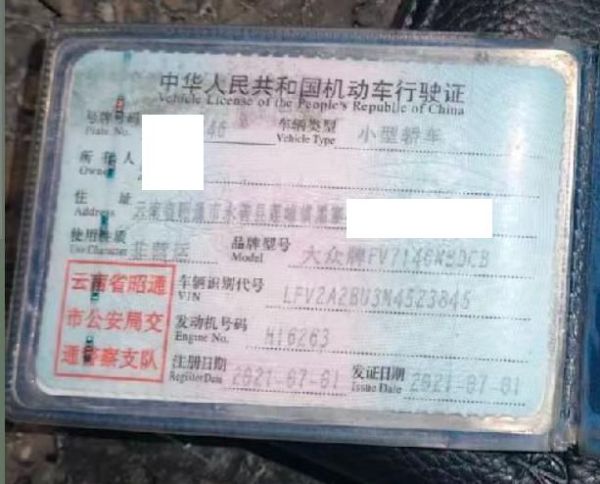 中华人民共和国机动车行驶证
Vehicle License of the People's Republic of China
号牌号码 46 车辆类型 小型轿车
Plate No. Vehicle Type
所有人
Owner
住址 云南省昭通市永善县莲峰镇
Address
使用性质 非营运 品牌型号 大众牌FV7146KBDCB
Use Character Model
云南省昭通
市公安局交
通警察支队
车辆识别代号 LFV2A2BU3M4523845
VIN
发动机号码 H16263
Engine No.
注册日期 2021-07-01 发证日期 2021-07-01
Register Date Issue Date